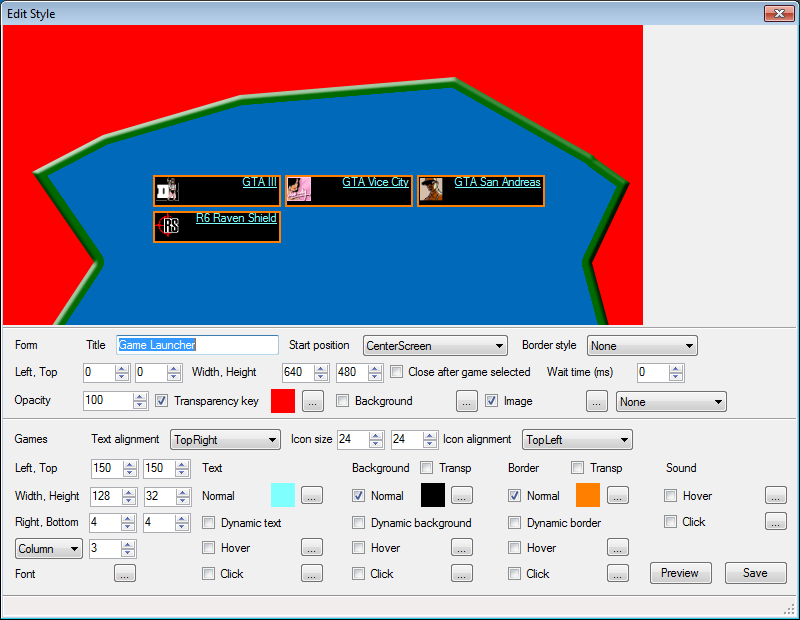 Edit Style
GTA III GTA Vice City GTA San Andreas
RS R6 Raven Shield
Form Title Game Launcher Start position CenterScreen Border style None
Left, Top 0 0 Width, Height 640 480 Close after game selected Wait time (ms) 0
Opacity 100 Transparency key ... Background ... Image ... None
Games Text alignment TopRight Icon size 24 24 Icon alignment TopLeft
Left, Top 150 150 Text Background Transp Border Transp Sound
Width, Height 128 32 Normal ... Normal ... Normal ... Hover ...
Right, Bottom 4 4 Dynamic text Dynamic background Dynamic border Click ...
Column 3 Hover ... Hover ... Hover ...
Font ... Click ... Click ... Click ... Preview Save